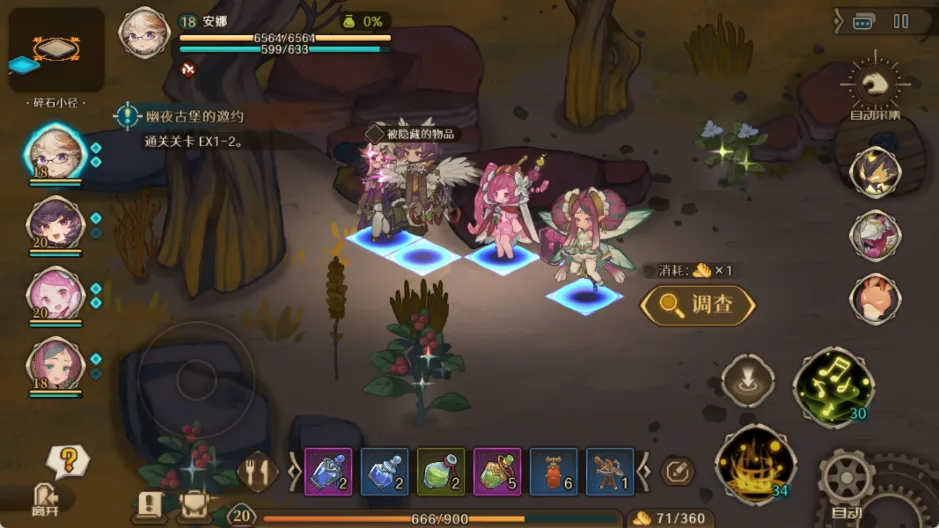 18 安娜
0%
6564/6564
599/633
·碎石小径·
幽夜古堡的邀约
通关关卡 EX1-2。
被隐藏的物品
自动采集
18
20
20
18
消耗: ×1
调查
30
34
2
2
2
5
6
1
离开
20
666/900
71/360
自动